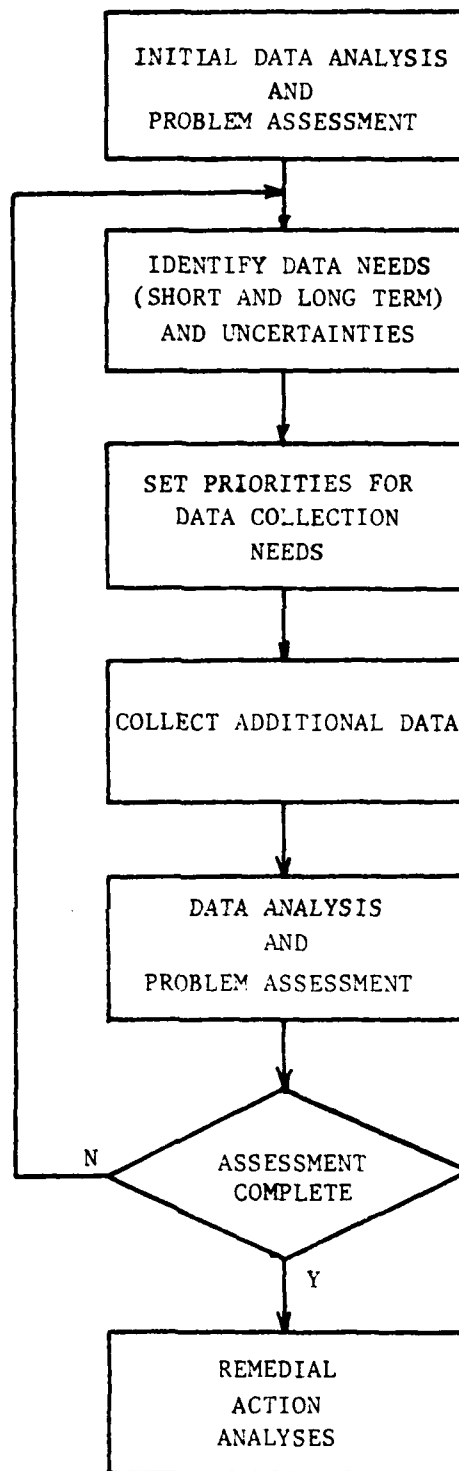 INITIAL DATA ANALYSIS
AND
PROBLEM ASSESSMENT
IDENTIFY DATA NEEDS
(SHORT AND LONG TERM)
AND UNCERTAINTIES
SET PRIORITIES FOR
DATA COLLECTION
NEEDS
COLLECT ADDITIONAL DATA
DATA ANALYSIS
AND
PROBLEM ASSESSMENT
N
ASSESSMENT
COMPLETE
Y
REMEDIAL
ACTION
ANALYSES